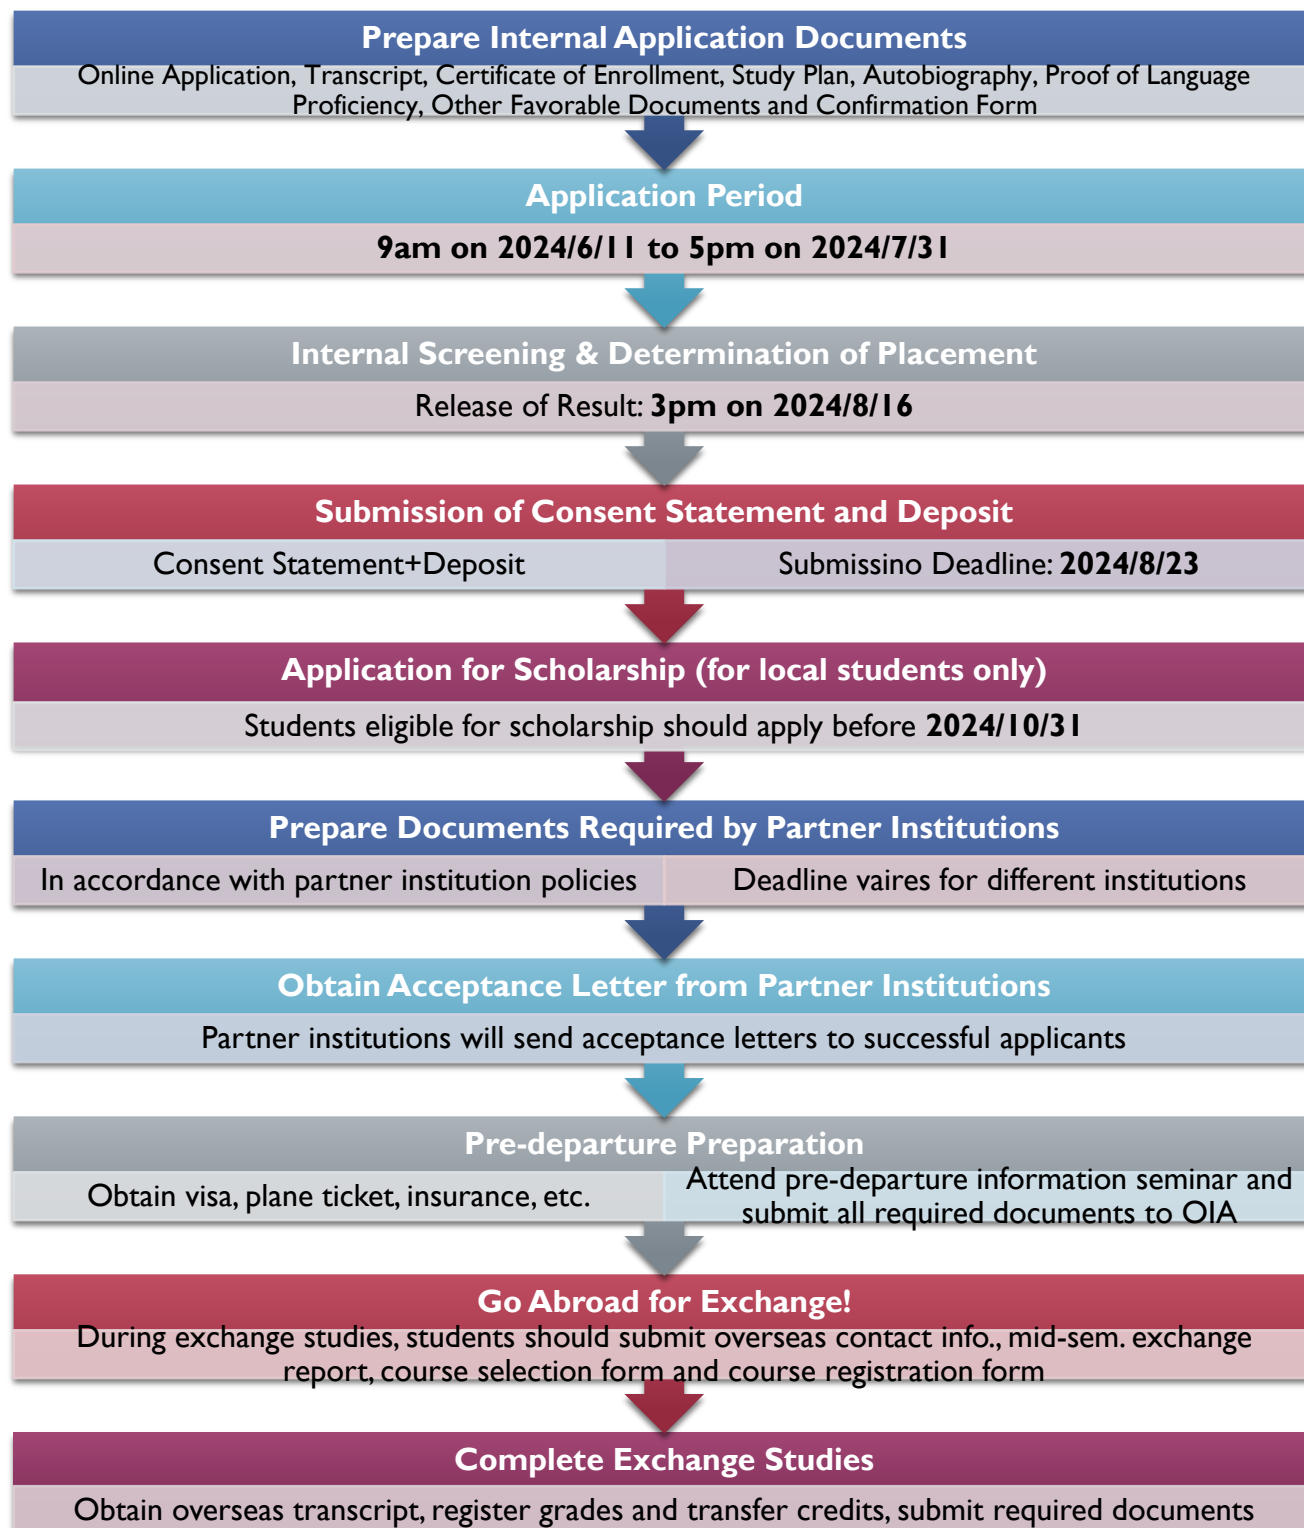 Prepare Internal Application Documents
Online Application, Transcript, Certificate of Enrollment, Study Plan, Autobiography, Proof of Language
Proficiency, Other Favorable Documents and Confirmation Form
Application Period
9am on 2024/6/11 to 5pm on 2024/7/31
Internal Screening & Determination of Placement
Release of Result: 3pm on 2024/8/16
Submission of Consent Statement and Deposit
Consent Statement+Deposit
Submissino Deadline: 2024/8/23
Application for Scholarship (for local students only)
Students eligible for scholarship should apply before 2024/10/31
Prepare Documents Required by Partner Institutions
In accordance with partner institution policies
Deadline vaires for different institutions
Obtain Acceptance Letter from Partner Institutions
Partner institutions will send acceptance letters to successful applicants
Pre-departure Preparation
Obtain visa, plane ticket, insurance, etc.
Attend pre-departure information seminar and
submit all required documents to OIA
Go Abroad for Exchange!
During exchange studies, students should submit overseas contact info., mid-sem. exchange
report, course selection form and course registration form
Complete Exchange Studies
Obtain overseas transcript, register grades and transfer credits, submit required documents